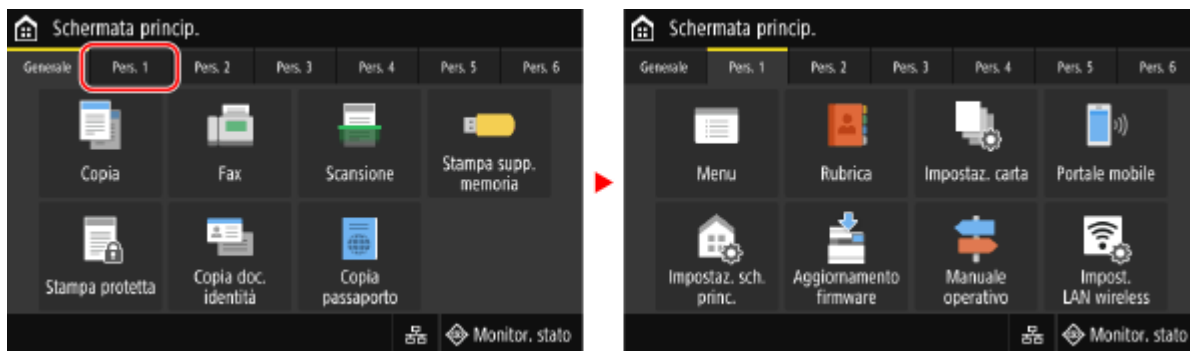 Schermata princip.
Generale Pers. 1 Pers. 2 Pers. 3 Pers. 4 Pers. 5 Pers. 6
Copia Fax Scansione Stampa supp.
memoria
Stampa protetta Copia doc.
identità Copia
passaporto
Monitor. stato
Schermata princip.
Generale Pers. 1 Pers. 2 Pers. 3 Pers. 4 Pers. 5 Pers. 6
Menu Rubrica Impostaz. carta Portale mobile
Impostaz. sch.
princ. Aggiornamento
firmware Manuale
operativo Impost.
LAN wireless
Monitor. stato